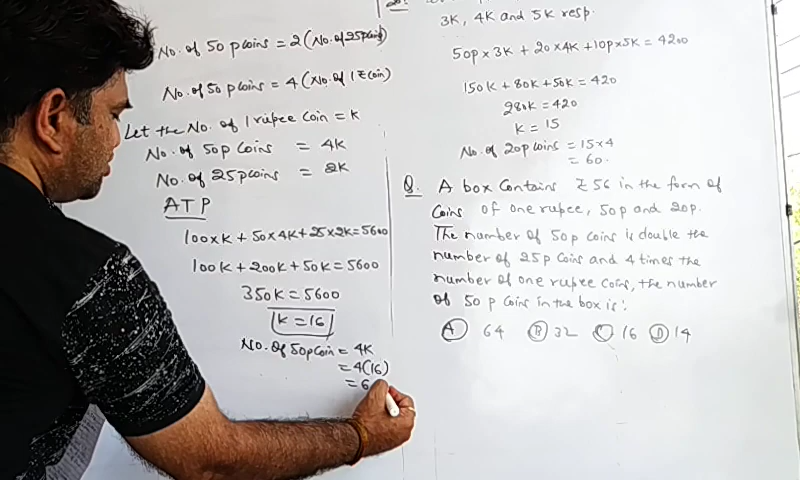 No. of 50 p coins = 2 (No. of 25p coins)
No. of 50 p coins = 4 (No. of 1 ₹ coin)
Let the No. of 1 rupee coin = K
No. of 50p coins = 4K
No. of 25p coins = 2K
ATP
100×K + 50×4K + 25×2K = 5600
100K + 200K + 50K = 5600
350K = 5600
K = 16
No. of 50p coin = 4K
= 4(16)
= 6
3K, 4K and 5K resp.
50p × 3K + 20×4K + 10p×5K = 4200
150K + 80K + 50K = 420
280K = 420
K = 15
No. of 20p coins = 15×4
= 60.
Q. A box contains ₹ 56 in the form of
coins of one rupee, 50p and 20p.
The number of 50p coins is double the
number of 25p coins and 4 times the
number of one rupee coins, the number
of 50 p coins in the box is:
(A) 64 (B) 32 (C) 16 (D) 14